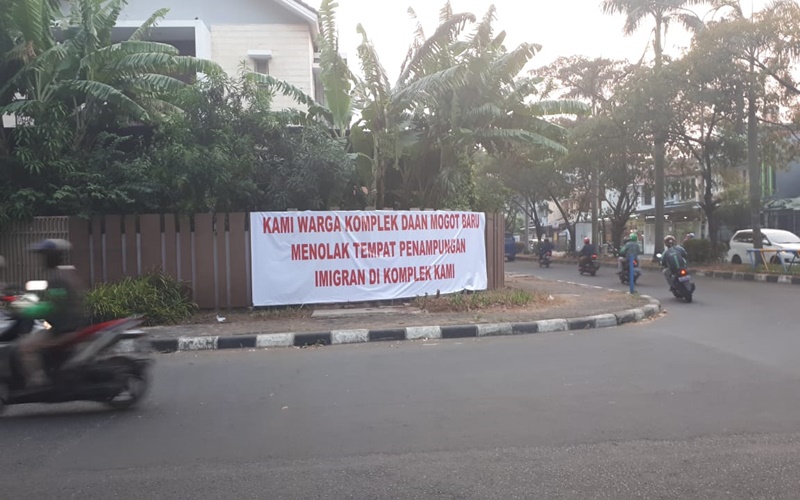 KAMI WARGA KOMPLEK DAAN MOGOT BARU
MENOLAK TEMPAT PENAMPUNGAN
IMIGRAN DI KOMPLEK KAMI